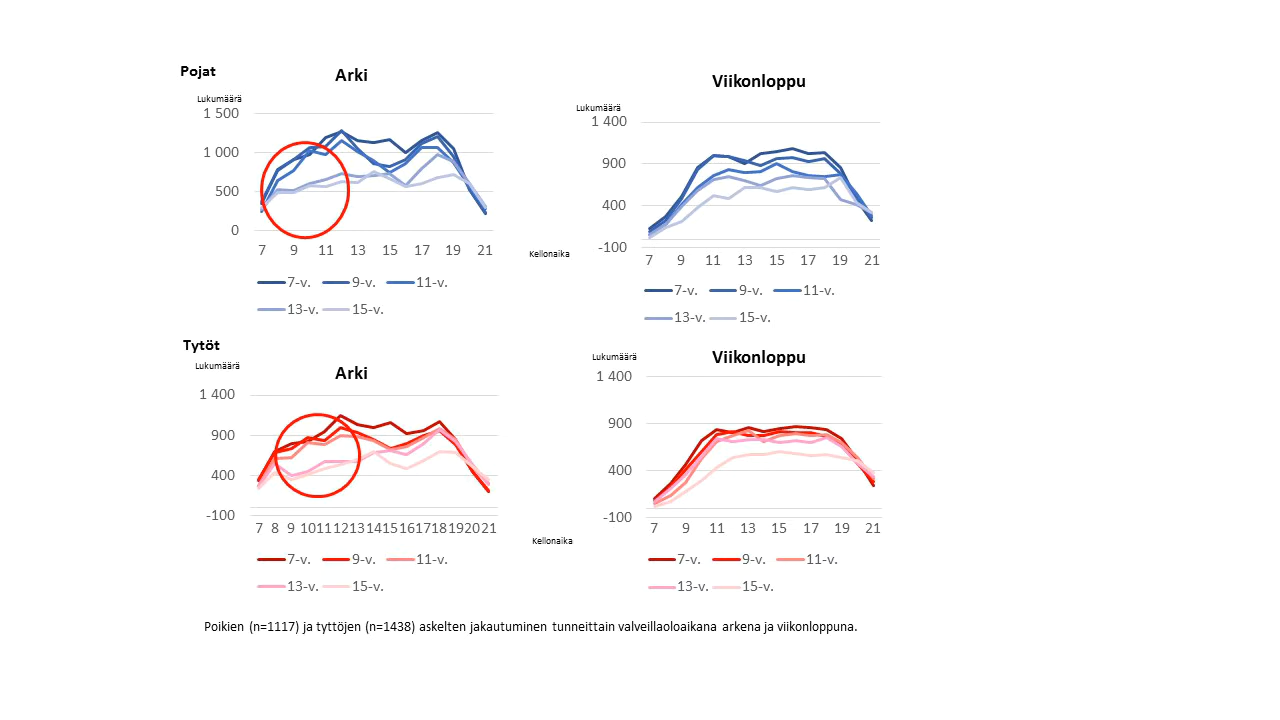 Pojat
Arki
Lukumäärä
1 500
1 000
500
0
7 9 11 13 15 17 19 21
Kellonaika
7-v. 9-v. 11-v.
13-v. 15-v.
Viikonloppu
Lukumäärä
1 400
900
400
-100
7 9 11 13 15 17 19 21
7-v. 9-v. 11-v.
13-v. 15-v.
Tytöt
Lukumäärä
Arki
1 400
900
400
-100
7 8 9 10 11 12 13 14 15 16 17 18 19 20 21
Kellonaika
7-v. 9-v. 11-v.
13-v. 15-v.
Lukumäärä
Viikonloppu
1 400
900
400
-100
7 9 11 13 15 17 19 21
7-v. 9-v. 11-v.
13-v. 15-v.
Poikien (n=1117) ja tyttöjen (n=1438) askelten jakautuminen tunneittain valveillaoloaikana arkena ja viikonloppuna.